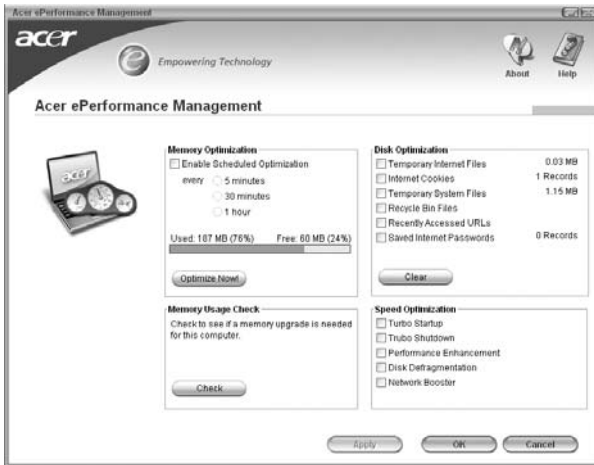 Acer ePerformance Management
acer
e Empowering Technology
About
Help
Acer ePerformance Management
acer
Memory Optimization
Enable Scheduled Optimization
every 5 minutes
30 minutes
1 hour
Used: 187 MB (76%) Free: 60 MB (24%)
Optimize Now!
Disk Optimization
Temporary Internet Files 0.03 MB
Internet Cookies 1 Records
Temporary System Files 1.15 MB
Recycle Bin Files
Recently Accessed URLs
Saved Internet Passwords 0 Records
Clear
Memory Usage Check
Check to see if a memory upgrade is needed
for this computer.
Check
Speed Optimization
Turbo Startup
Trubo Shutdown
Performance Enhancement
Disk Defragmentation
Network Booster
Apply
OK
Cancel